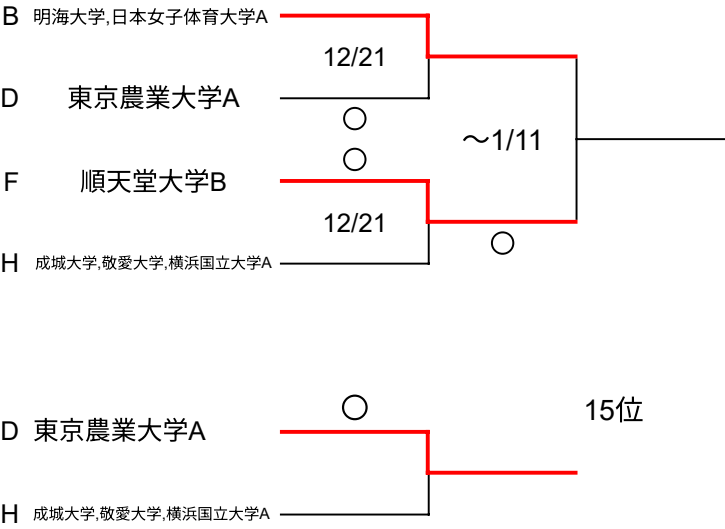 B 明海大学,日本女子体育大学A
12/21
D 東京農業大学A
〜1/11
F 順天堂大学B
12/21
H 成城大学,敬愛大学,横浜国立大学A
15位
D 東京農業大学A
H 成城大学,敬愛大学,横浜国立大学A